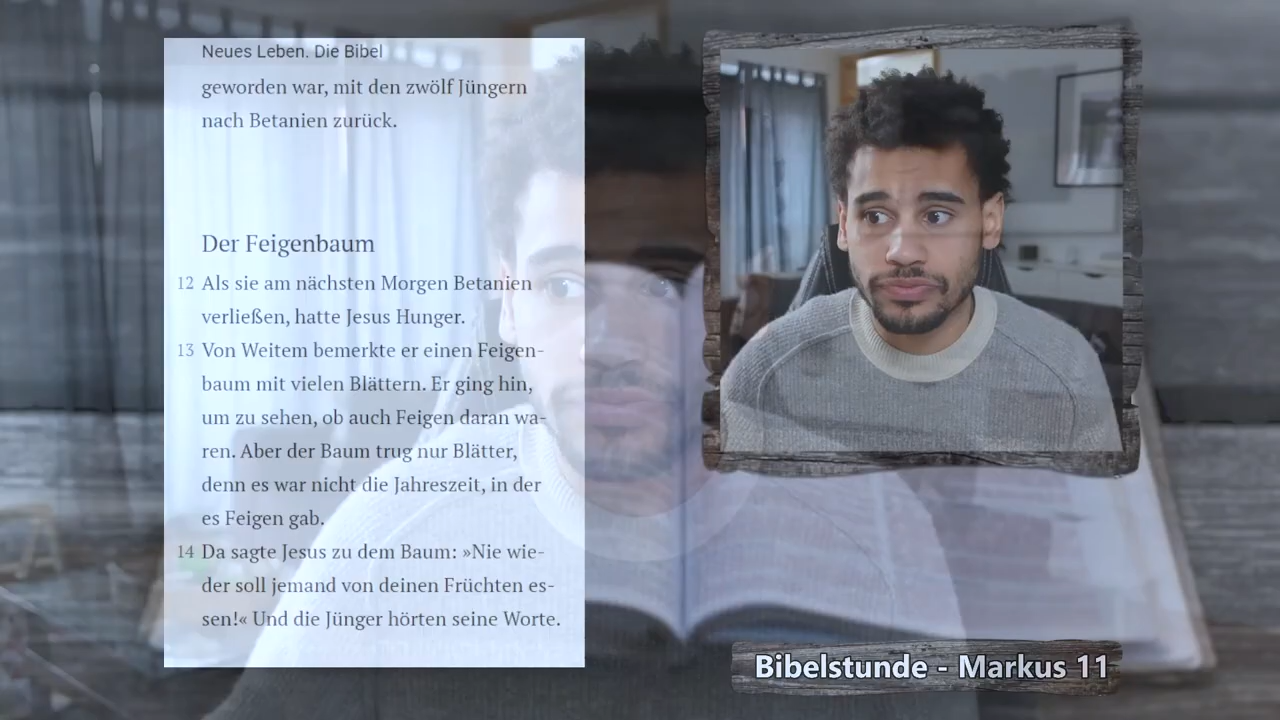 Neues Leben. Die Bibel
geworden war, mit den zwölf Jüngern
nach Betanien zurück.
Der Feigenbaum
12 Als sie am nächsten Morgen Betanien
verließen, hatte Jesus Hunger.
13 Von Weitem bemerkte er einen Feigen-
baum mit vielen Blättern. Er ging hin,
um zu sehen, ob auch Feigen daran wa-
ren. Aber der Baum trug nur Blätter,
denn es war nicht die Jahreszeit, in der
es Feigen gab.
14 Da sagte Jesus zu dem Baum: »Nie wie-
der soll jemand von deinen Früchten es-
sen!« Und die Jünger hörten seine Worte.
Bibelstunde - Markus 11